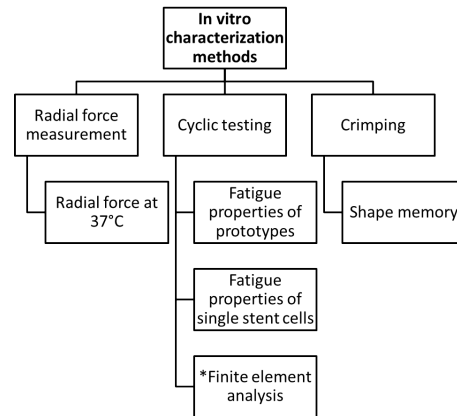 In vitro
characterization
methods
Radial force
measurement
Cyclic testing
Crimping
Radial force at
37°C
Fatigue
properties of
prototypes
Shape memory
Fatigue
properties of
single stent cells
*Finite element
analysis